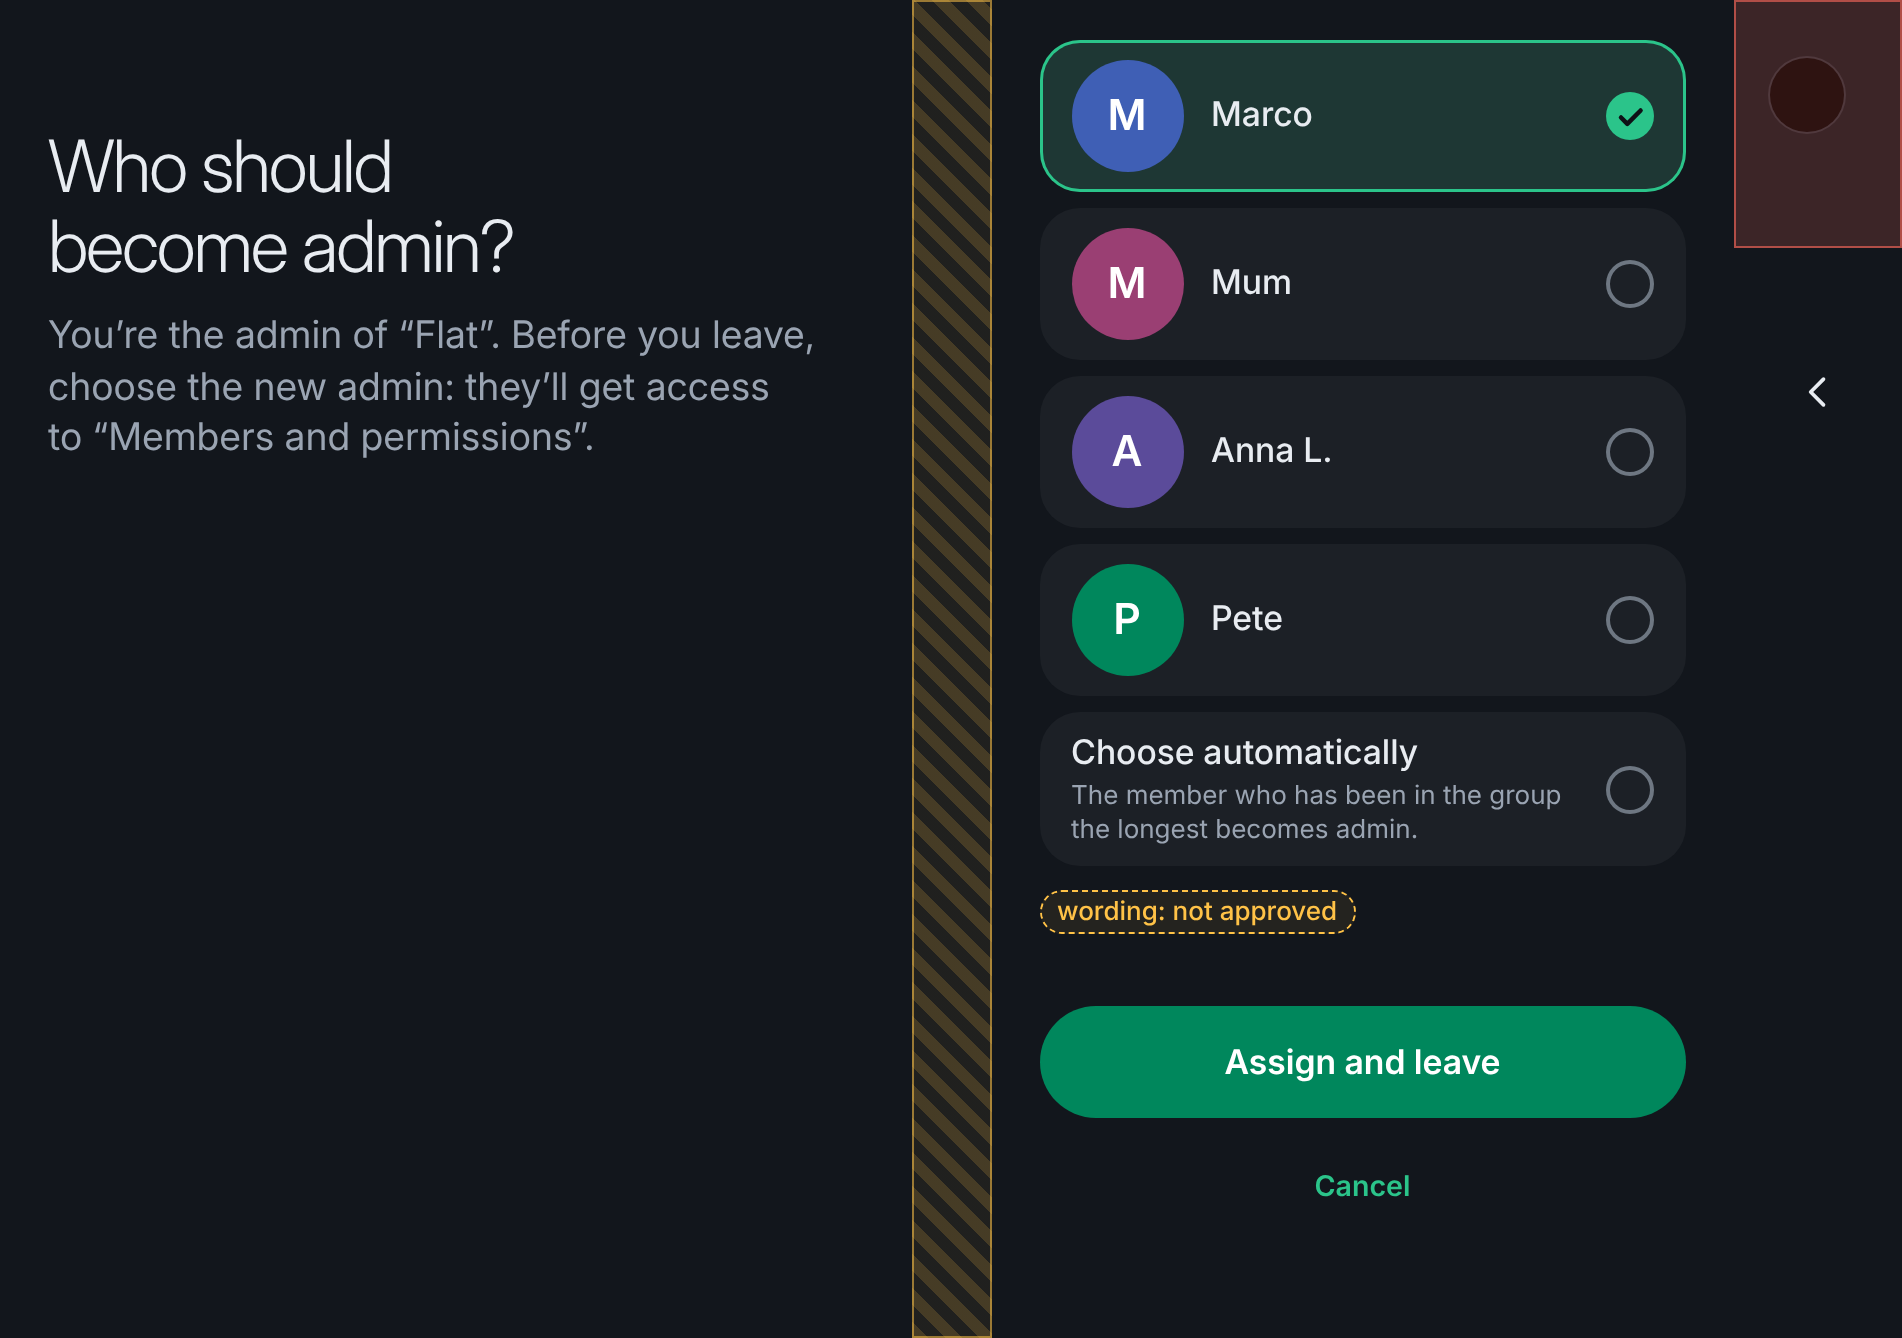 Who should
become admin?
You’re the admin of “Flat”. Before you leave,
choose the new admin: they’ll get access
to “Members and permissions”.
M
Marco
M
Mum
A
Anna L.
P
Pete
Choose automatically
The member who has been in the group
the longest becomes admin.
wording: not approved
Assign and leave
Cancel